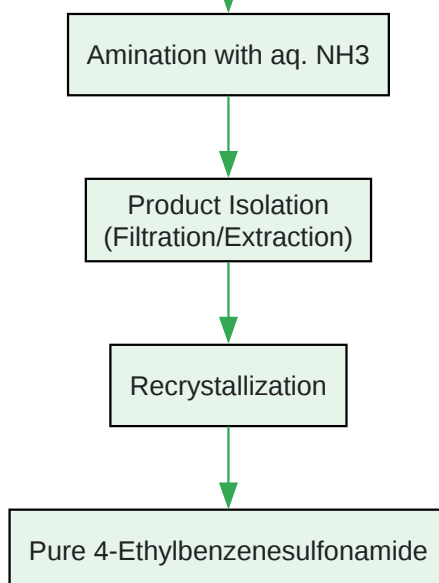 Amination with aq. NH3
Product Isolation
(Filtration/Extraction)
Recrystallization
Pure 4-Ethylbenzenesulfonamide